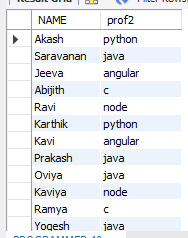 NAME prof2
Akash python
Saravanan java
Jeeva angular
Abijith c
Ravi node
Karthik python
Kavi angular
Prakash java
Oviya java
Kaviya node
Ramya c
Yogesh java